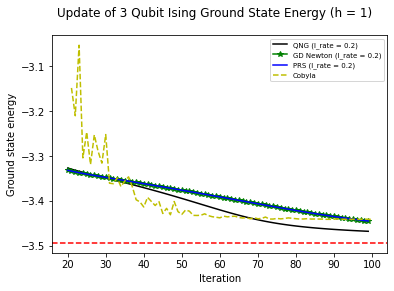 Update of 3 Qubit Ising Ground State Energy (h = 1)
QNG (l_rate = 0.2)
GD Newton (l_rate = 0.2)
PRS (l_rate = 0.2)
Cobyla
Ground state energy
−3.1
−3.2
−3.3
−3.4
−3.5
20 30 40 50 60 70 80 90 100
Iteration